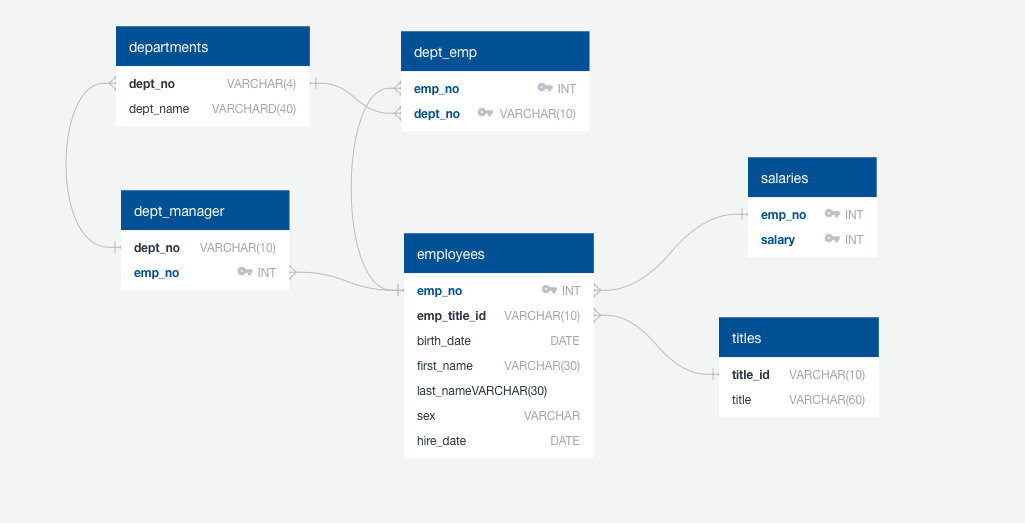 departments
dept_no VARCHAR(4)
dept_name VARCHARD(40)
dept_emp
emp_no INT
dept_no VARCHAR(10)
dept_manager
dept_no VARCHAR(10)
emp_no INT
employees
emp_no INT
emp_title_id VARCHAR(10)
birth_date DATE
first_name VARCHAR(30)
last_nameVARCHAR(30)
sex VARCHAR
hire_date DATE
salaries
emp_no INT
salary INT
titles
title_id VARCHAR(10)
title VARCHAR(60)